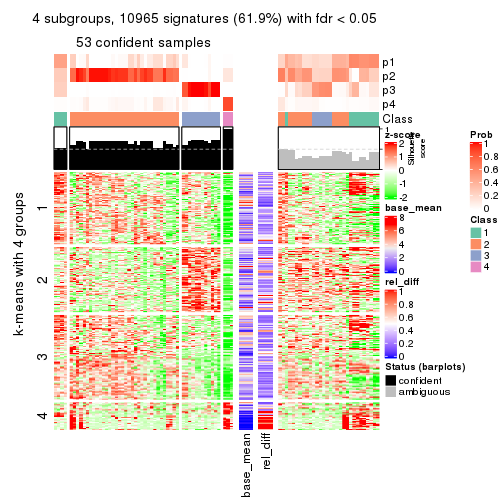 4 subgroups, 10965 signatures (61.9%) with fdr < 0.05
53 confident samples
p1
p2
p3
p4
Class
1
Silhouette
score
k-means with 4 groups
1
2
3
4
base_mean
rel_diff
z-score
2
1
0
-1
-2
base_mean
8
6
4
2
0
rel_diff
1
0.8
0.6
0.4
0.2
0
Status (barplots)
confident
ambiguous
Prob
1
0.8
0.6
0.4
0.2
0
Class
1
2
3
4